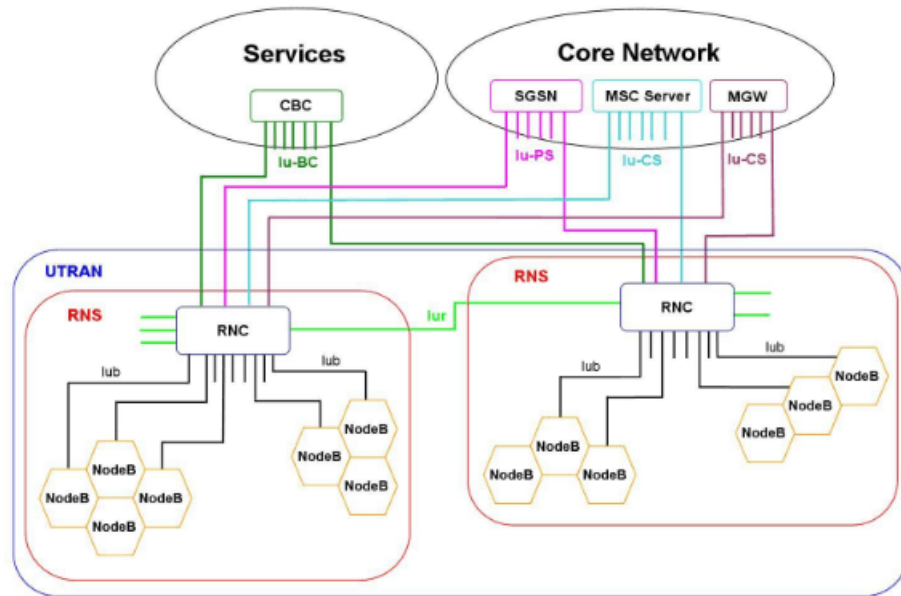 Services
Core Network
CBC
SGSN
MSC Server
MGW
Iu-BC
Iu-PS
Iu-CS
Iu-CS
UTRAN
RNS
RNS
RNC
Iur
RNC
Iub
Iub
Iub
Iub
NodeB
NodeB
NodeB
NodeB
NodeB
NodeB
NodeB
NodeB
NodeB
NodeB
NodeB
NodeB
NodeB